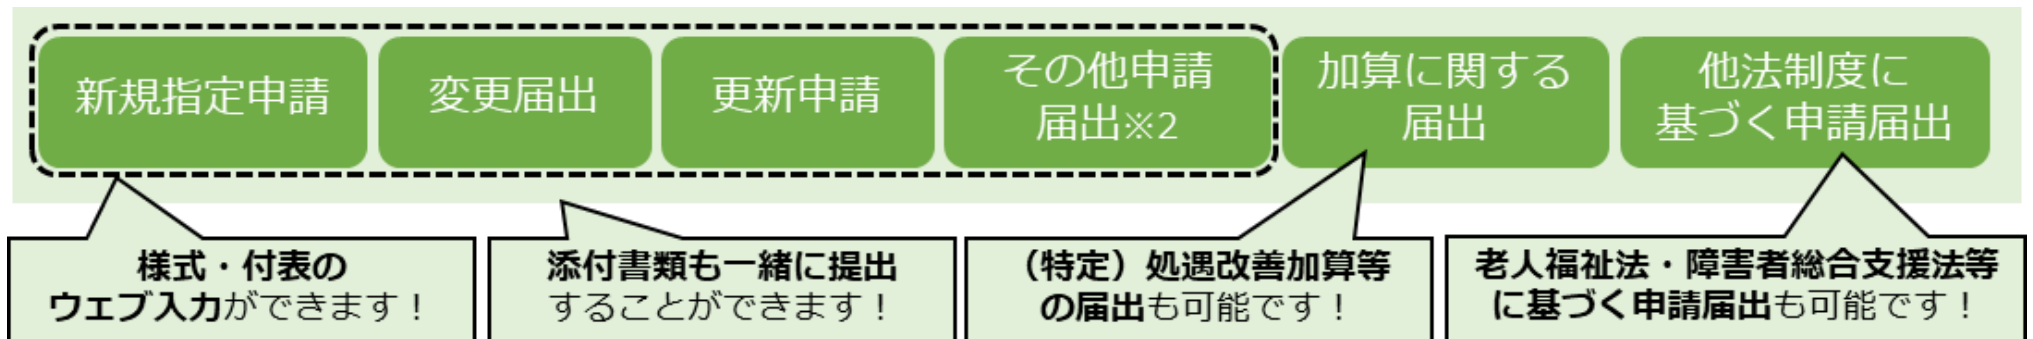 新規指定申請
変更届出
更新申請
その他申請
届出※2
加算に関する
届出
他法制度に
基づく申請届出
様式・付表の
ウェブ入力ができます！
添付書類も一緒に提出
することができます！
（特定）処遇改善加算等
の届出も可能です！
老人福祉法・障害者総合支援法等
に基づく申請届出も可能です！